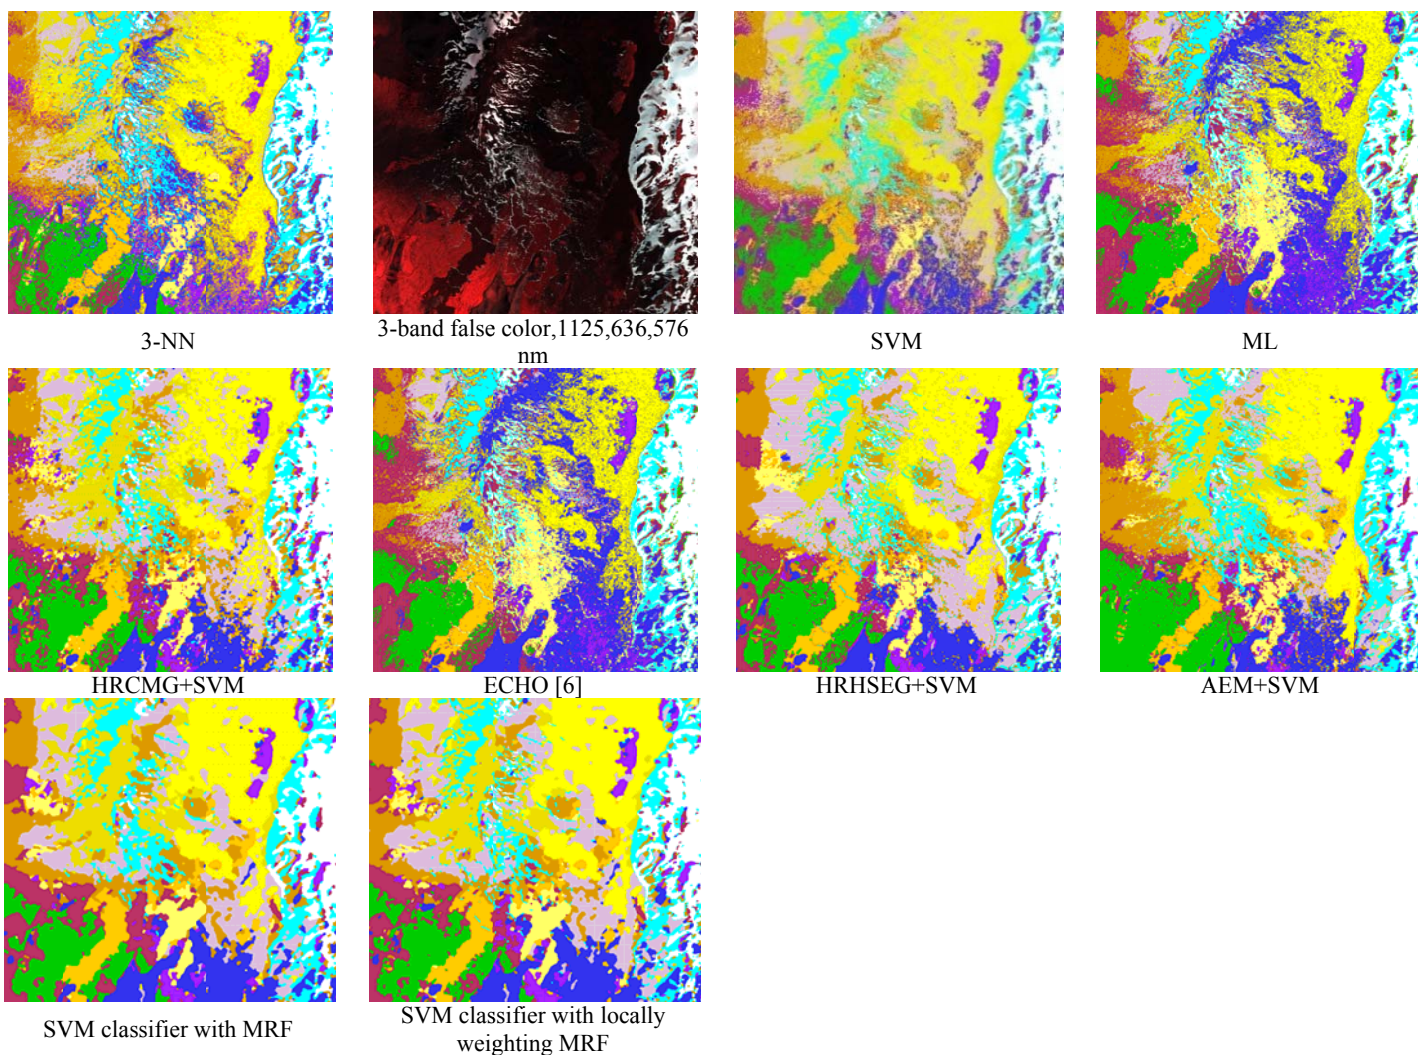 3-NN
3-band false color,1125,636,576
nm
SVM
ML
HRCMG+SVM
ECHO [6]
HRHSEG+SVM
AEM+SVM
SVM classifier with MRF
SVM classifier with locally
weighting MRF